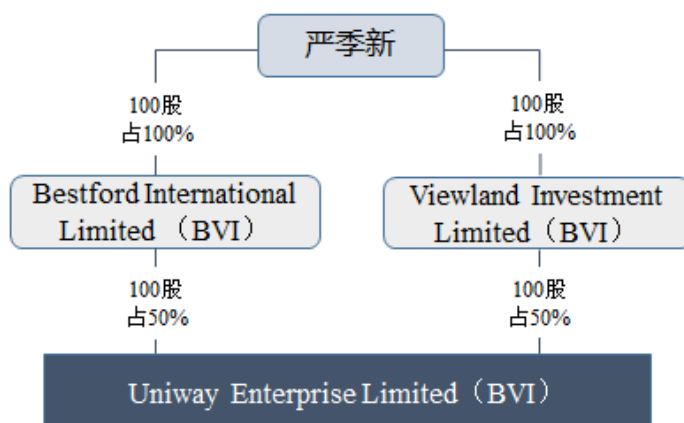 严季新
100股
占100%
100股
占100%
Bestford International
Limited （BVI）
Viewland Investment
Limited（BVI）
100股
占50%
100股
占50%
Uniway Enterprise Limited（BVI）